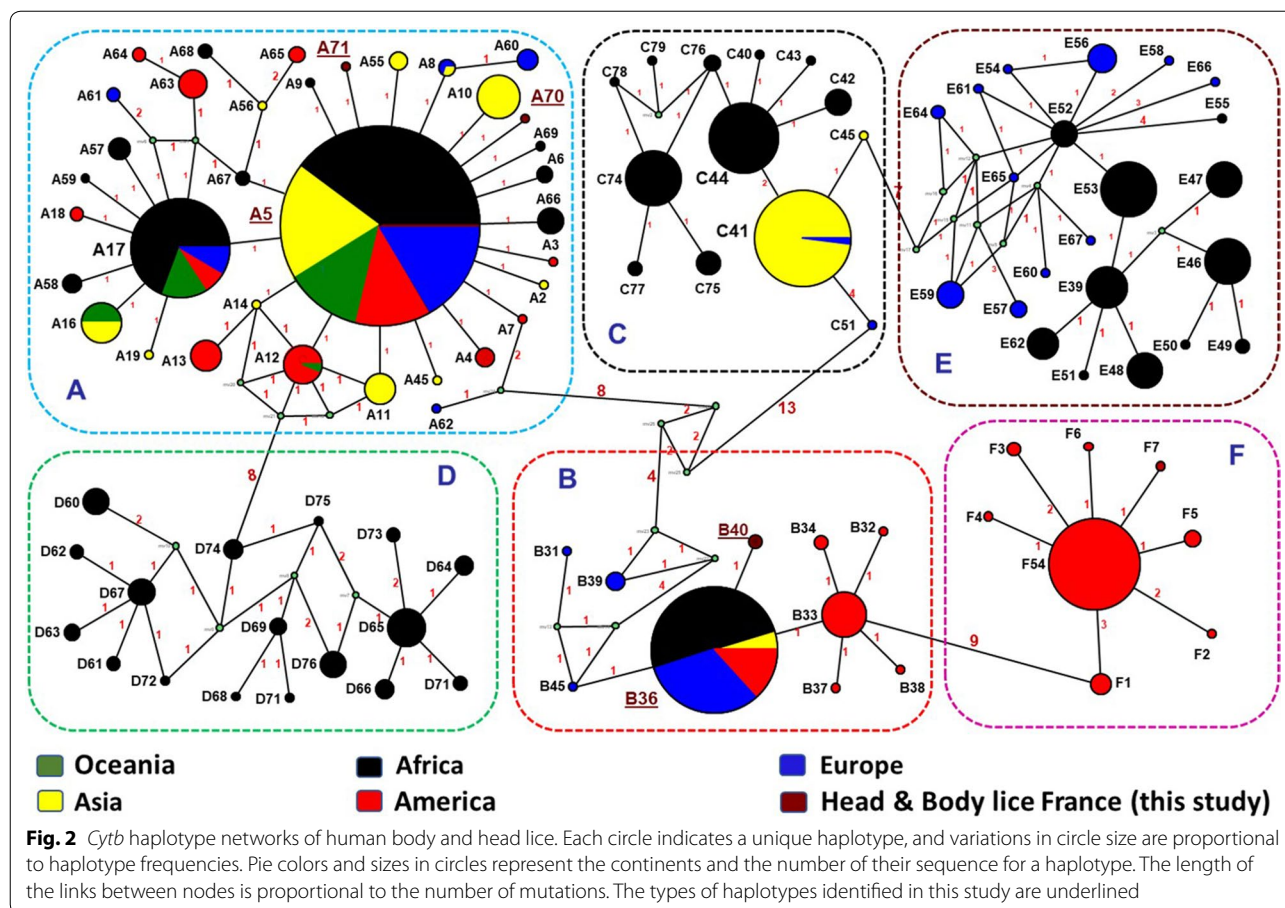 A64 A68 A65 A71 A55 A8 A60
A63 A9 A10
A61 A56 A70
A57 A69
A59 A67 A6
A18 A5 A66
A17 A3
A58 A2
A14 A7
A16 A19 A13 A12 A4
A11 A45 A62
A
C79 C76 C40 C43
C78 C42
C74 C44 C45
C41
C77 C75
C51
C
E56 E58
E54 E66
E61 E52 E55
E64
E65 E53 E47
E67 E46
E59 E60 E57 E39
E62 E51 E48 E50 E49
E
7
8
13
8
4
9
D
D60 D75 D73
D62 D74 D64
D67
D63 D69 D65
D61 D72 D76
D68 D71 D66 D71
B
B40 B34 B32
B31
B39
B33
B45 B37 B38
B36
F
F6 F7
F3
F4 F5
F54
F2
F1
Oceania Africa Europe
Asia America Head & Body lice France (this study)
Fig. 2 Cytb haplotype networks of human body and head lice. Each circle indicates a unique haplotype, and variations in circle size are proportional
to haplotype frequencies. Pie colors and sizes in circles represent the continents and the number of their sequence for a haplotype. The length of
the links between nodes is proportional to the number of mutations. The types of haplotypes identified in this study are underlined